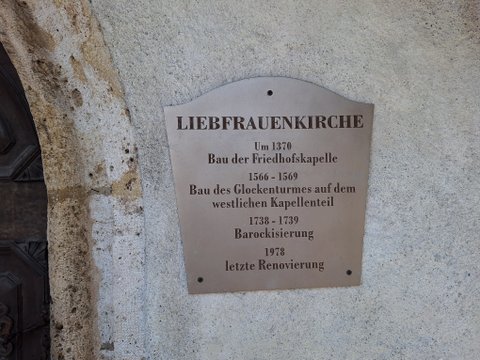 LIEBFRAUENKIRCHE
Um 1370
Bau der Friedhofskapelle
1566 - 1569
Bau des Glockenturmes auf dem
westlichen Kapellenteil
1738 - 1739
Barockisierung
1978
letzte Renovierung